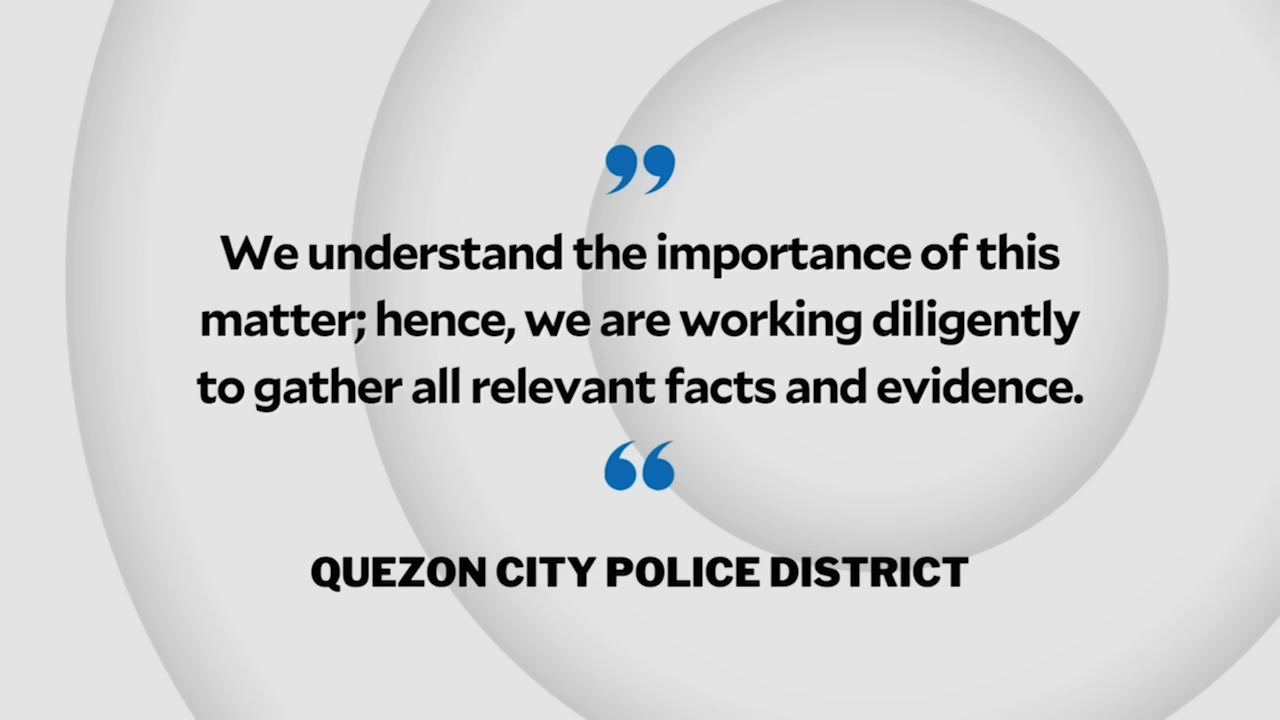 ”
We understand the importance of this
matter; hence, we are working diligently
to gather all relevant facts and evidence.
“
QUEZON CITY POLICE DISTRICT